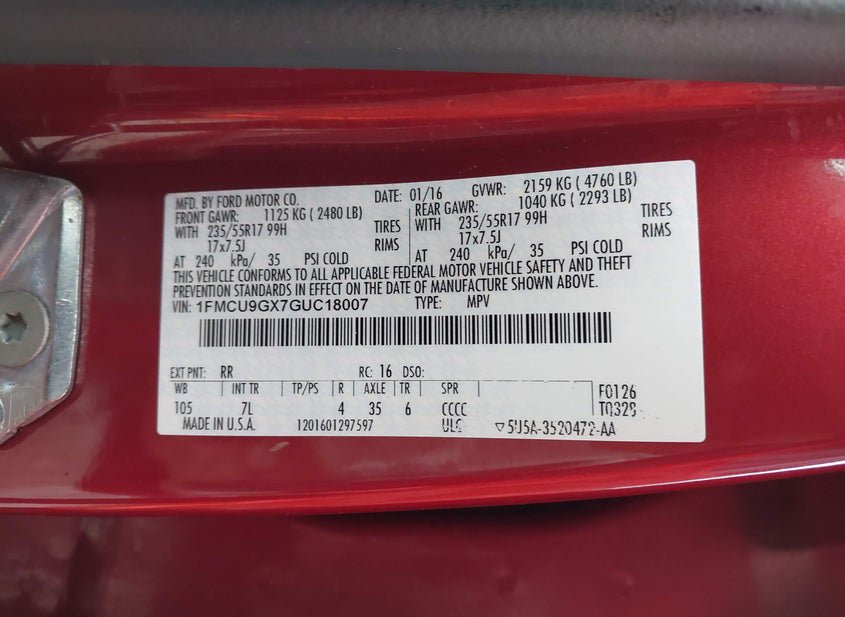 MFD. BY FORD MOTOR CO. DATE: 01/16 GVWR: 2159 KG ( 4760 LB)
FRONT GAWR: 1125 KG ( 2480 LB) REAR GAWR: 1040 KG ( 2293 LB)
WITH 235/55R17 99H TIRES WITH 235/55R17 99H TIRES
17x7.5J RIMS 17x7.5J RIMS
AT 240 kPa/ 35 PSI COLD AT 240 kPa/ 35 PSI COLD
THIS VEHICLE CONFORMS TO ALL APPLICABLE FEDERAL MOTOR VEHICLE SAFETY AND THEFT
PREVENTION STANDARDS IN EFFECT ON THE DATE OF MANUFACTURE SHOWN ABOVE.
VIN: 1FMCU9GX7GUC18007 TYPE: MPV
EXT PNT: RR RC: 16 DSO:
WB INT TR TP/PS R AXLE TR SPR F0126
105 7L 4 35 6 CCCC
MADE IN U.S.A. 1201601297597 ▽5U5A-3520472-AA